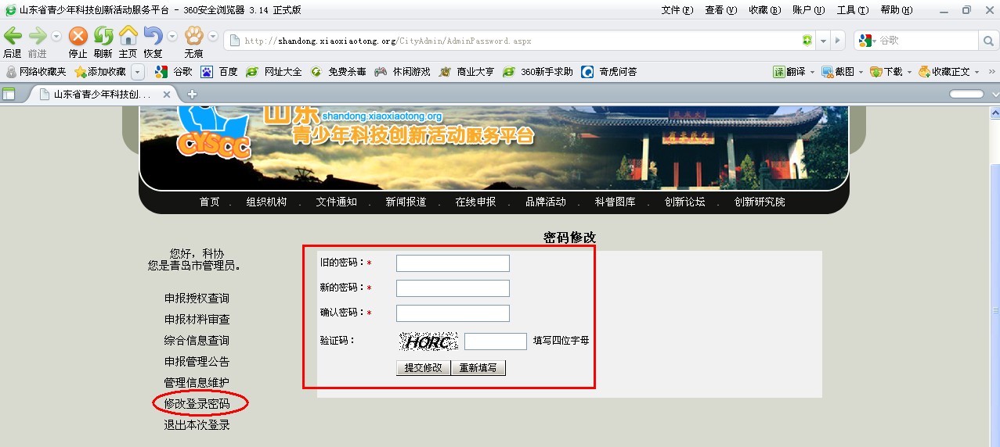 山东省青少年科技创新活动服务平台 - 360安全浏览器 3.14 正式版
文件(F) 查看(V) 收藏(B) 账户(U) 工具(T) 帮助(H)
后退 前进 停止 刷新 主页 恢复 无痕
http://shandong.xiaoxiaotong.org/CityAdmin/AdminPassword.aspx
谷歌
网络收藏夹 添加收藏 谷歌 百度 网址大全 免费杀毒 休闲游戏 商业大亨 360新手求助 奇虎问答 翻译 截图 下载 收藏正文
山东省青少年科技创...
山东 shandong.xiaoxiaotong.org
青少年科技创新活动服务平台
CYSCC
首页 . 组织机构 . 文件通知 . 新闻报道 . 在线申报 . 品牌活动 . 科普图库 . 创新论坛 . 创新研究院
您好，科协
您是青岛市管理员。
申报授权查询
申报材料审查
综合信息查询
申报管理公告
管理信息维护
修改登录密码
退出本次登录
密码修改
旧的密码：*
新的密码：*
确认密码：*
验证码： HORC 填写四位字母
提交修改 重新填写